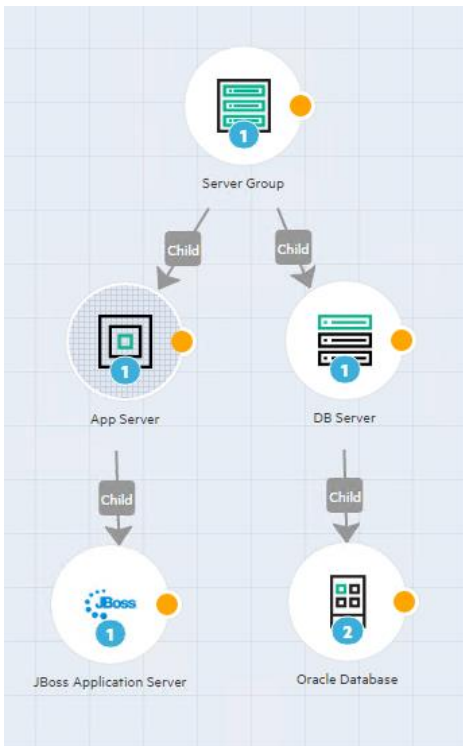 1
Server Group
Child
Child
1
1
App Server
DB Server
Child
Child
JBoss
1
2
JBoss Application Server
Oracle Database